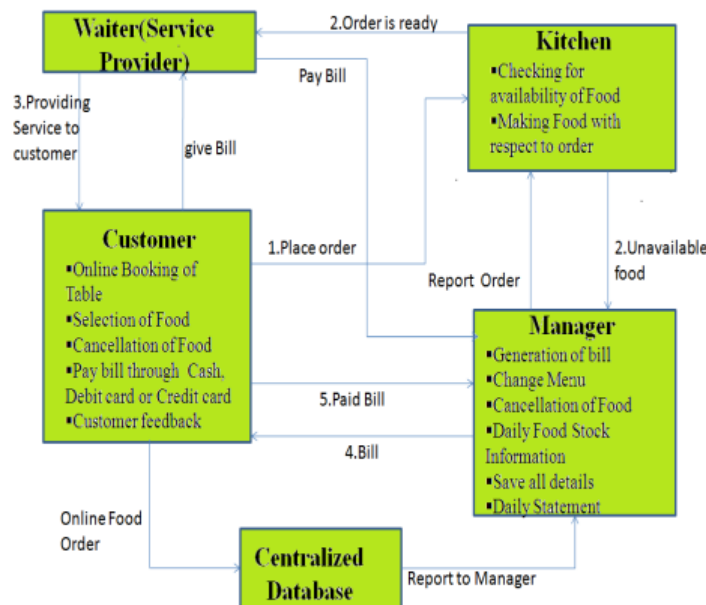 Waiter(Service
Provider)
2.Order is ready
Kitchen
▪Checking for
availability of Food
▪Making Food with
respect to order
Pay Bill
3.Providing
Service to
customer
give Bill
Customer
▪Online Booking of
Table
▪Selection of Food
▪Cancellation of Food
▪Pay bill through Cash,
Debit card or Credit card
▪Customer feedback
1.Place order
Report Order
2.Unavailable
food
Manager
▪Generation of bill
▪Change Menu
▪Cancellation of Food
▪Daily Food Stock
Information
▪Save all details
▪Daily Statement
5.Paid Bill
4.Bill
Online Food
Order
Centralized
Database
Report to Manager